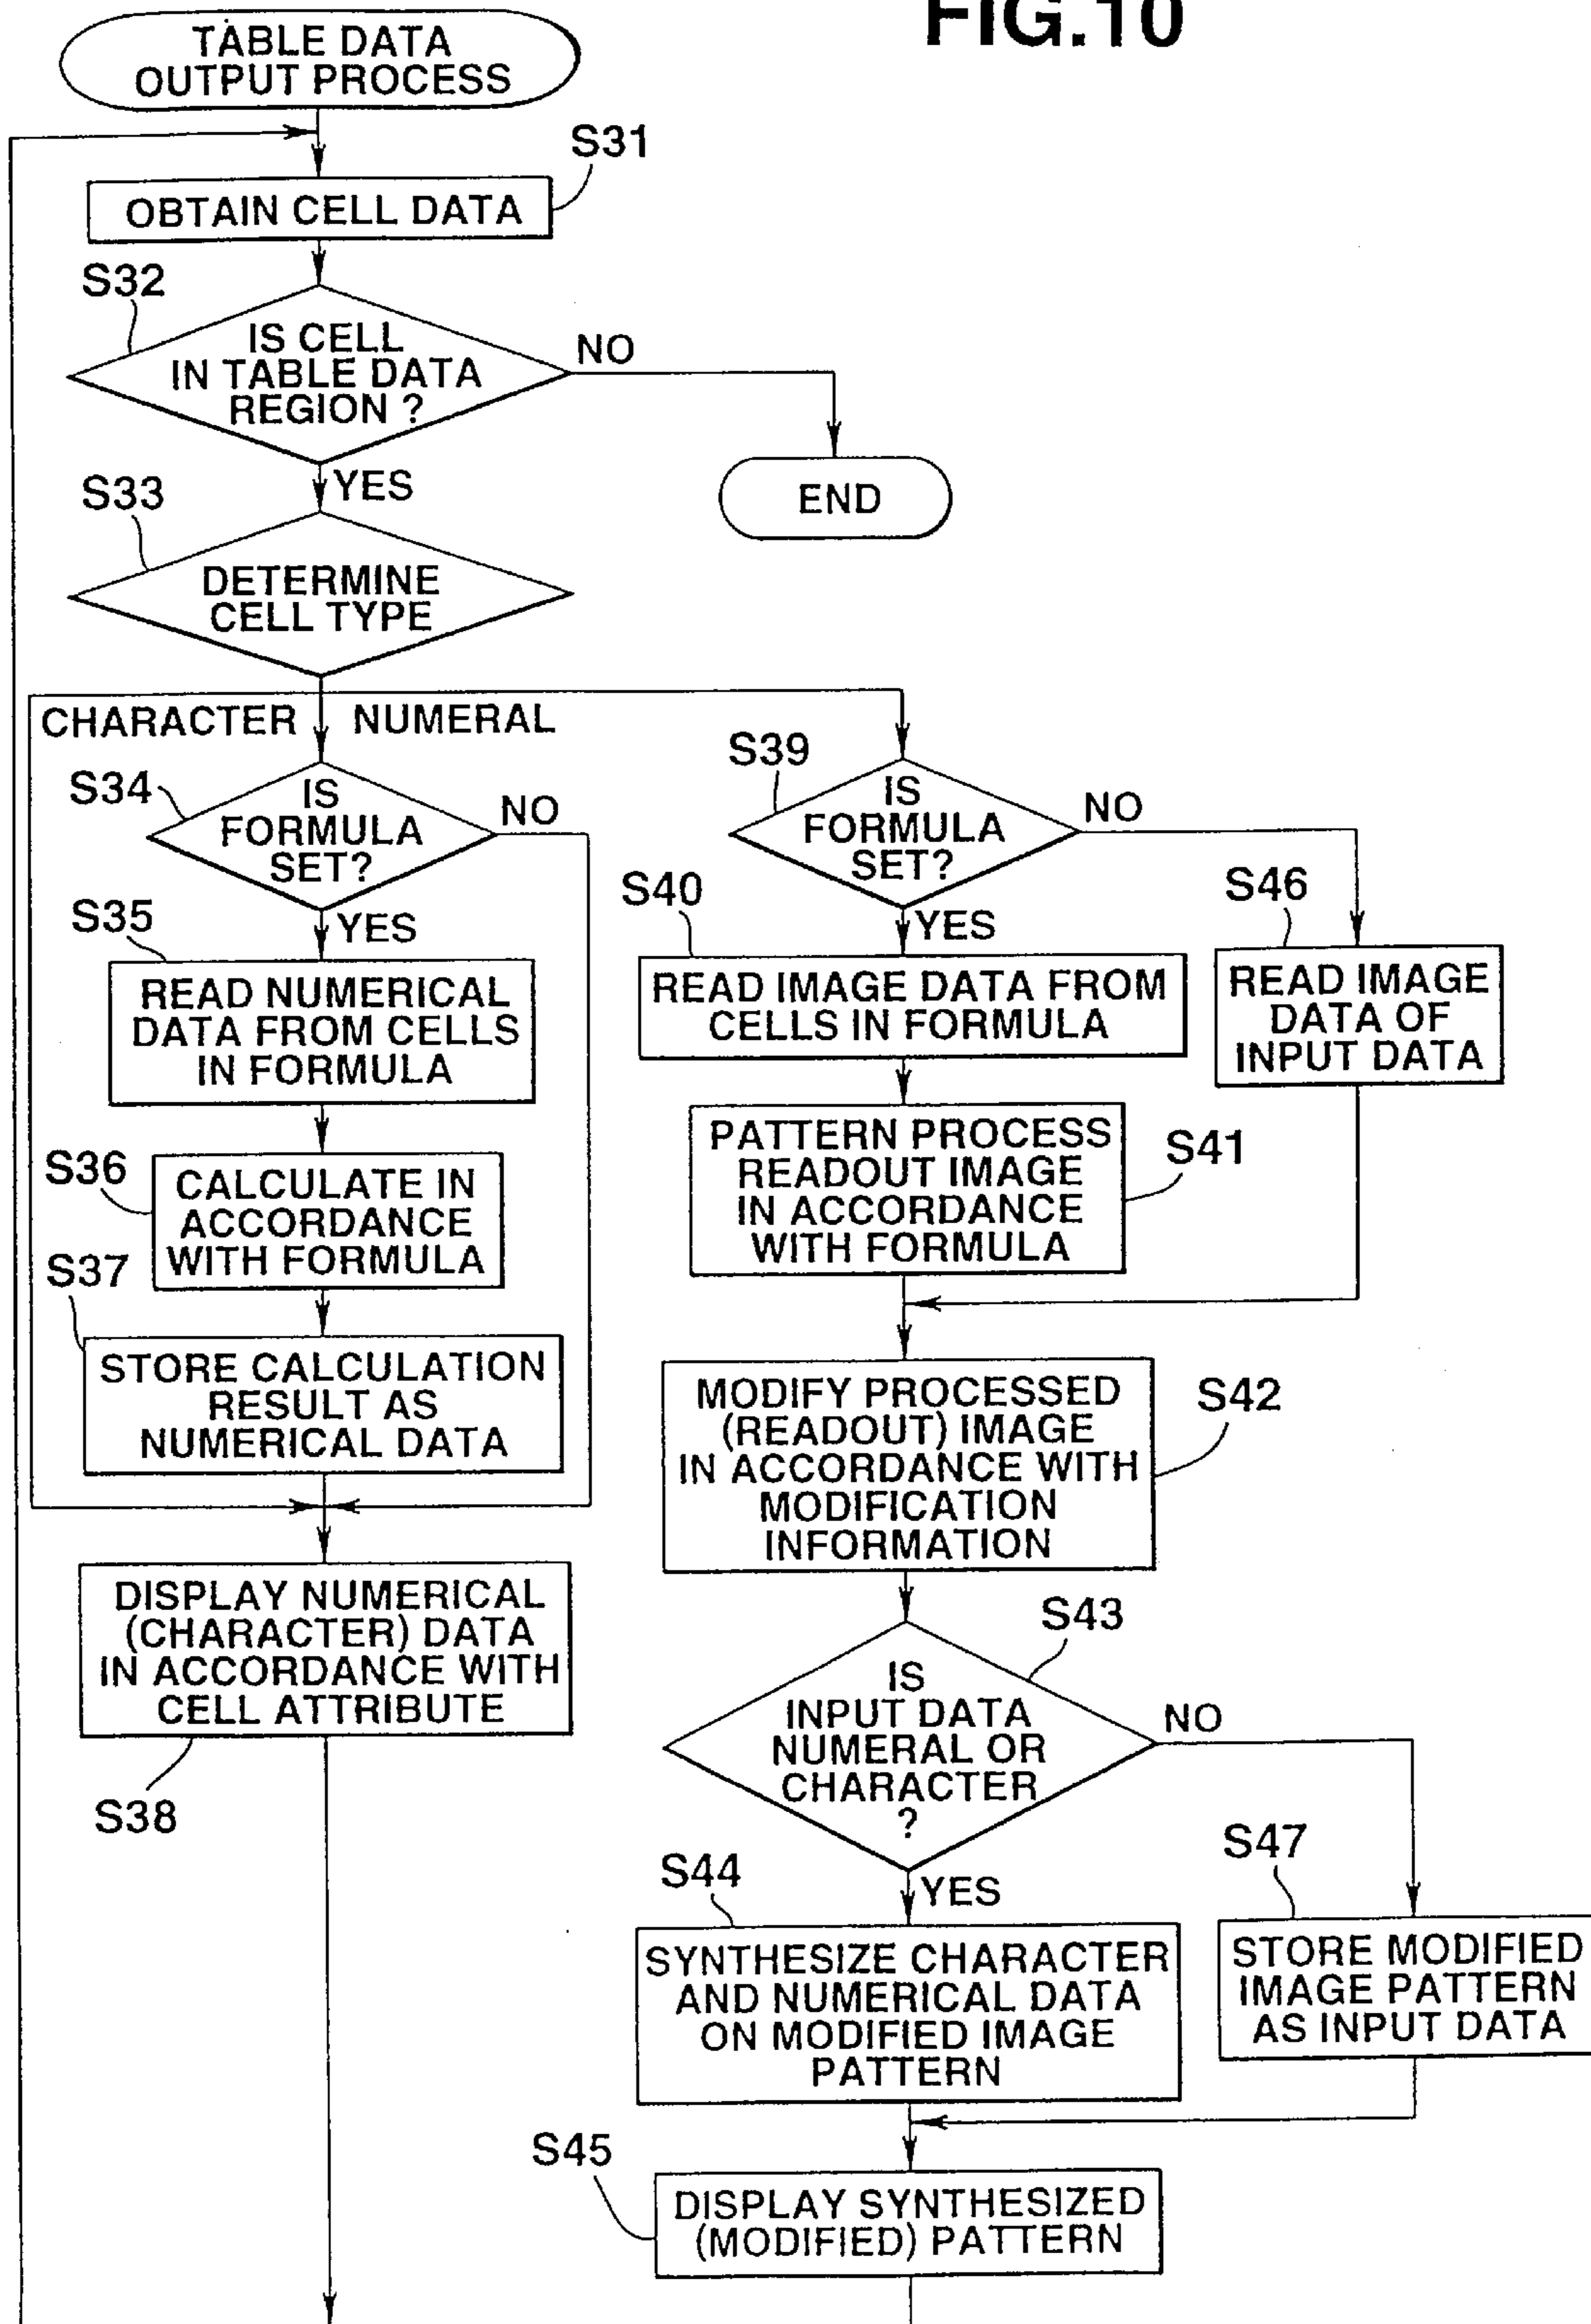 FIG.10
TABLE DATA
OUTPUT PROCESS
S31
OBTAIN CELL DATA
S32
IS CELL
IN TABLE DATA
REGION ?
NO
YES
END
S33
DETERMINE
CELL TYPE
CHARACTER
NUMERAL
S34
IS
FORMULA
SET?
NO
YES
S35
READ NUMERICAL
DATA FROM CELLS
IN FORMULA
S36
CALCULATE IN
ACCORDANCE
WITH FORMULA
S37
STORE CALCULATION
RESULT AS
NUMERICAL DATA
DISPLAY NUMERICAL
(CHARACTER) DATA
IN ACCORDANCE WITH
CELL ATTRIBUTE
S38
S39
IS
FORMULA
SET?
NO
YES
S40
READ IMAGE DATA FROM
CELLS IN FORMULA
S46
READ IMAGE
DATA OF
INPUT DATA
PATTERN PROCESS
READOUT IMAGE
IN ACCORDANCE
WITH FORMULA
S41
MODIFY PROCESSED
(READOUT) IMAGE
IN ACCORDANCE WITH
MODIFICATION
INFORMATION
S42
S43
IS
INPUT DATA
NUMERAL OR
CHARACTER
?
NO
YES
S44
SYNTHESIZE CHARACTER
AND NUMERICAL DATA
ON MODIFIED IMAGE
PATTERN
S47
STORE MODIFIED
IMAGE PATTERN
AS INPUT DATA
S45
DISPLAY SYNTHESIZED
(MODIFIED) PATTERN